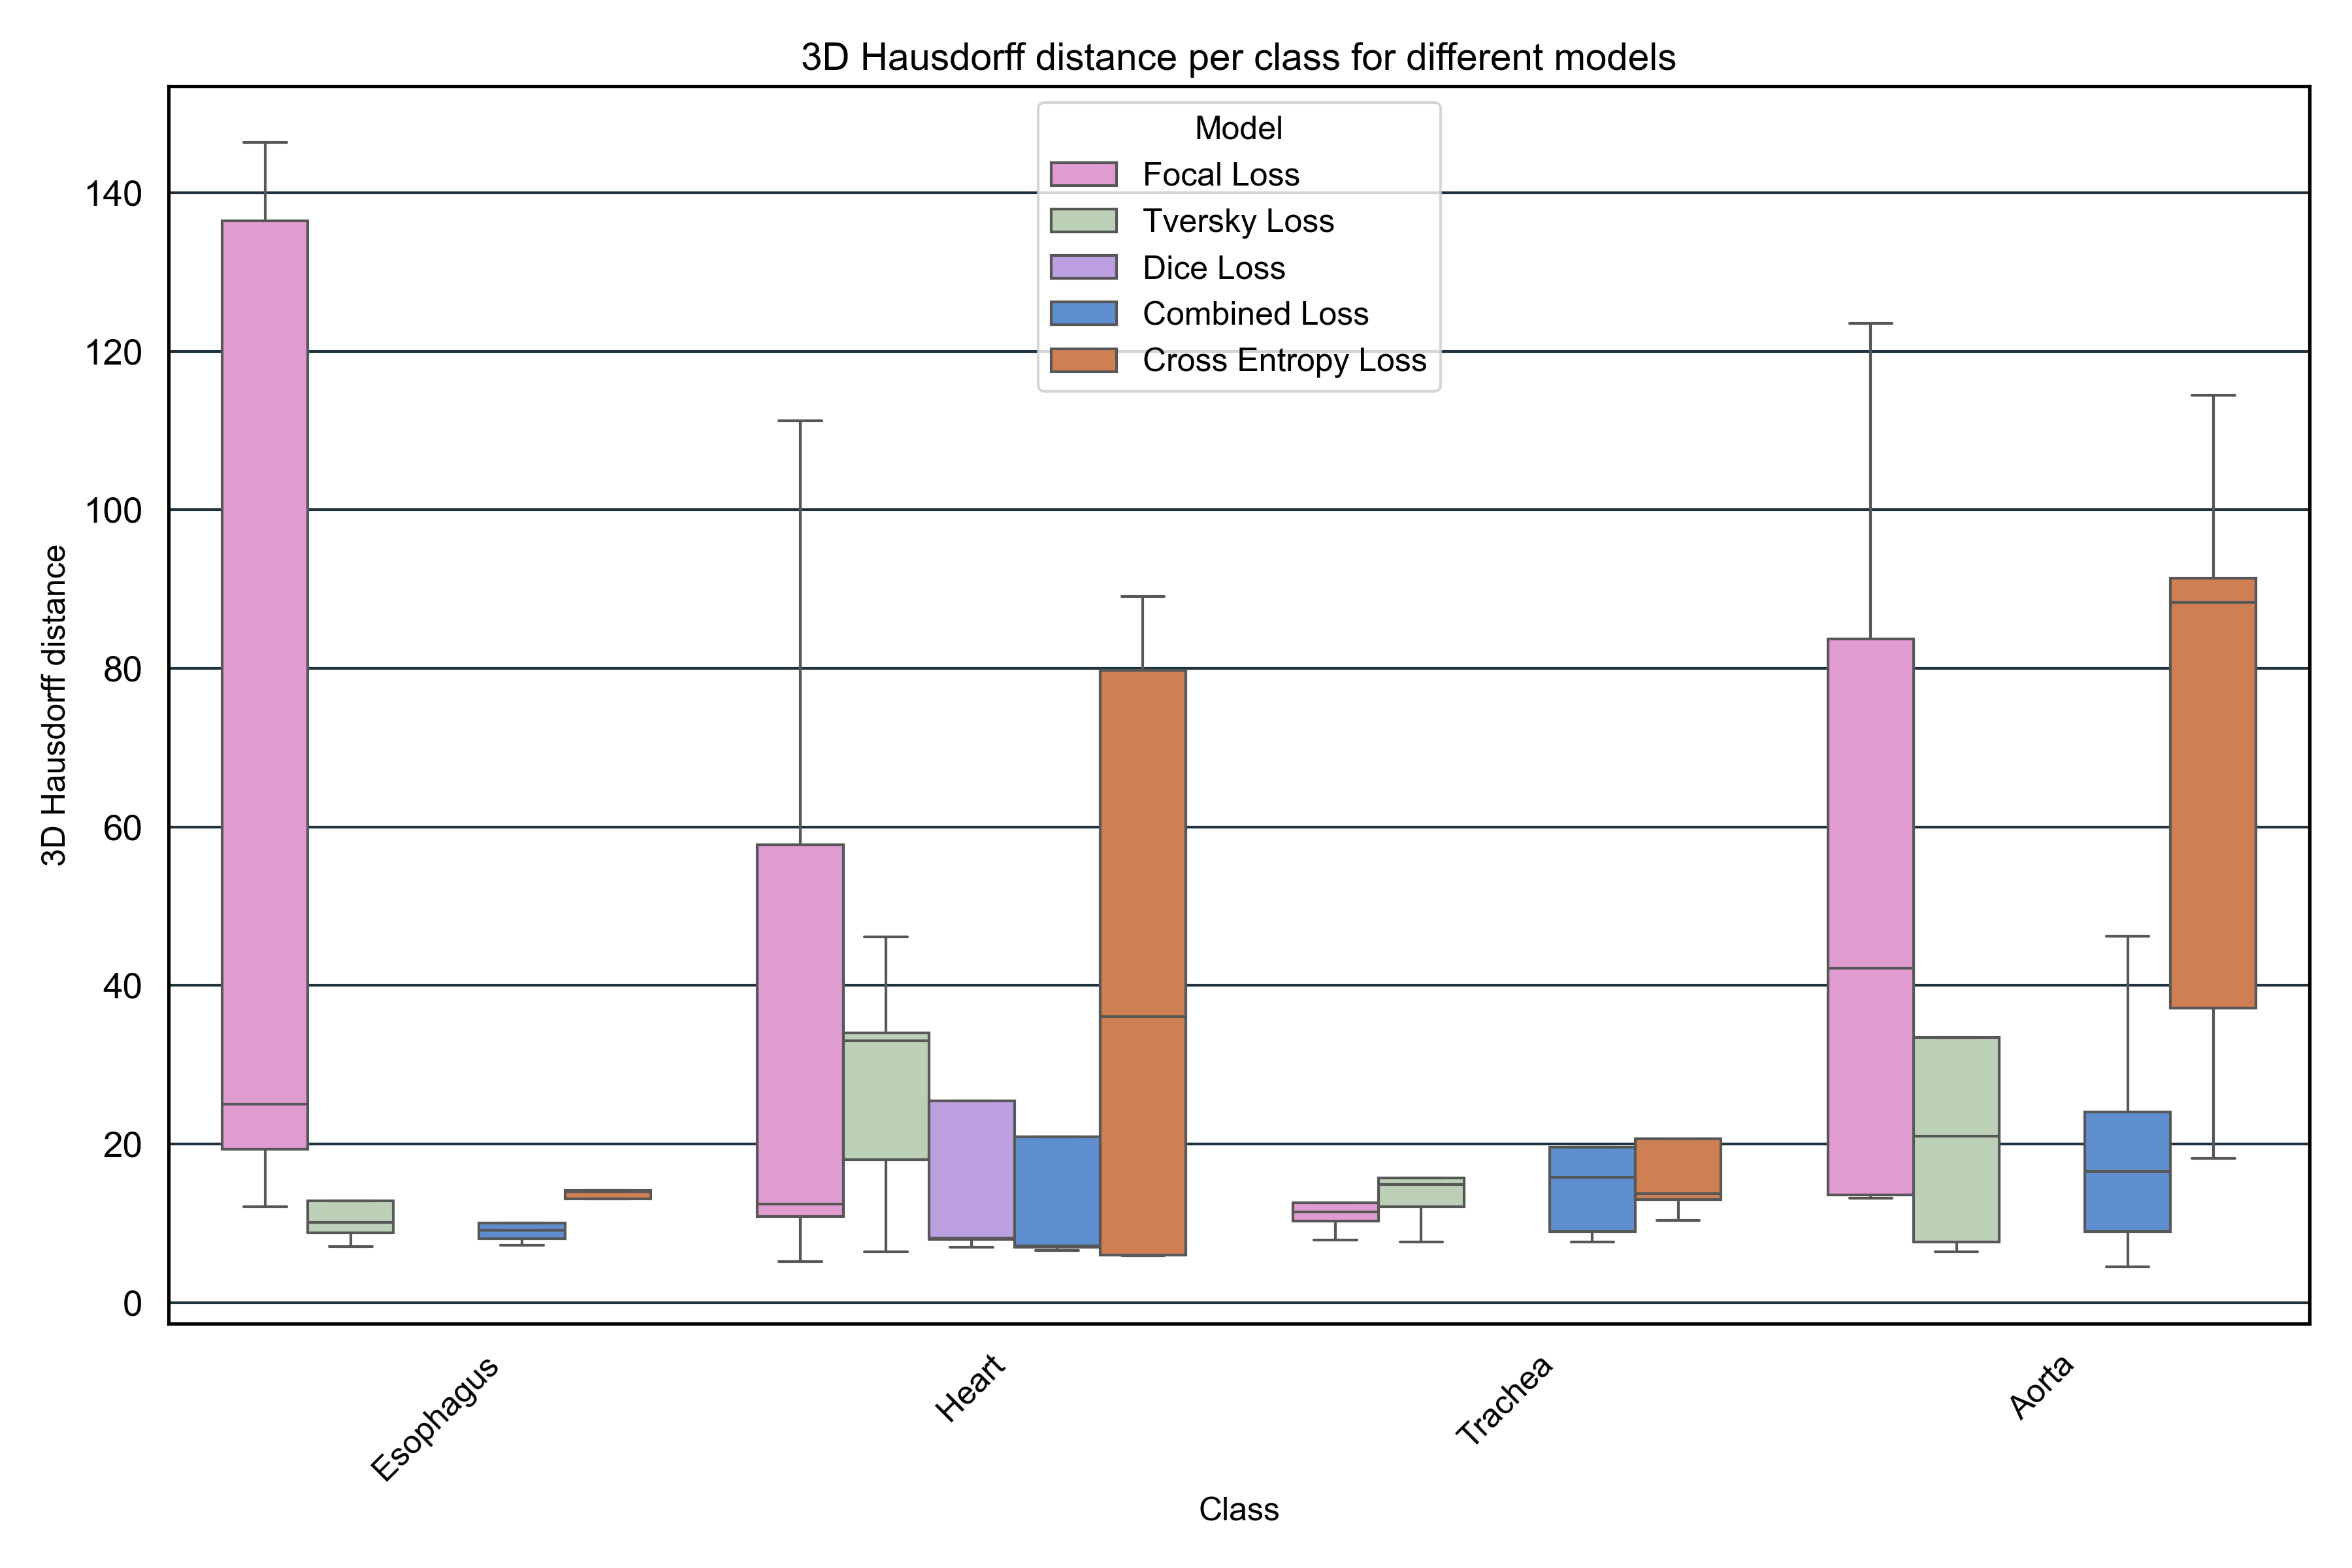 3D Hausdorff distance per class for different models
Model
Focal Loss
Tversky Loss
Dice Loss
Combined Loss
Cross Entropy Loss
3D Hausdorff distance
140
120
100
80
60
40
20
0
Esophagus
Heart
Trachea
Aorta
Class